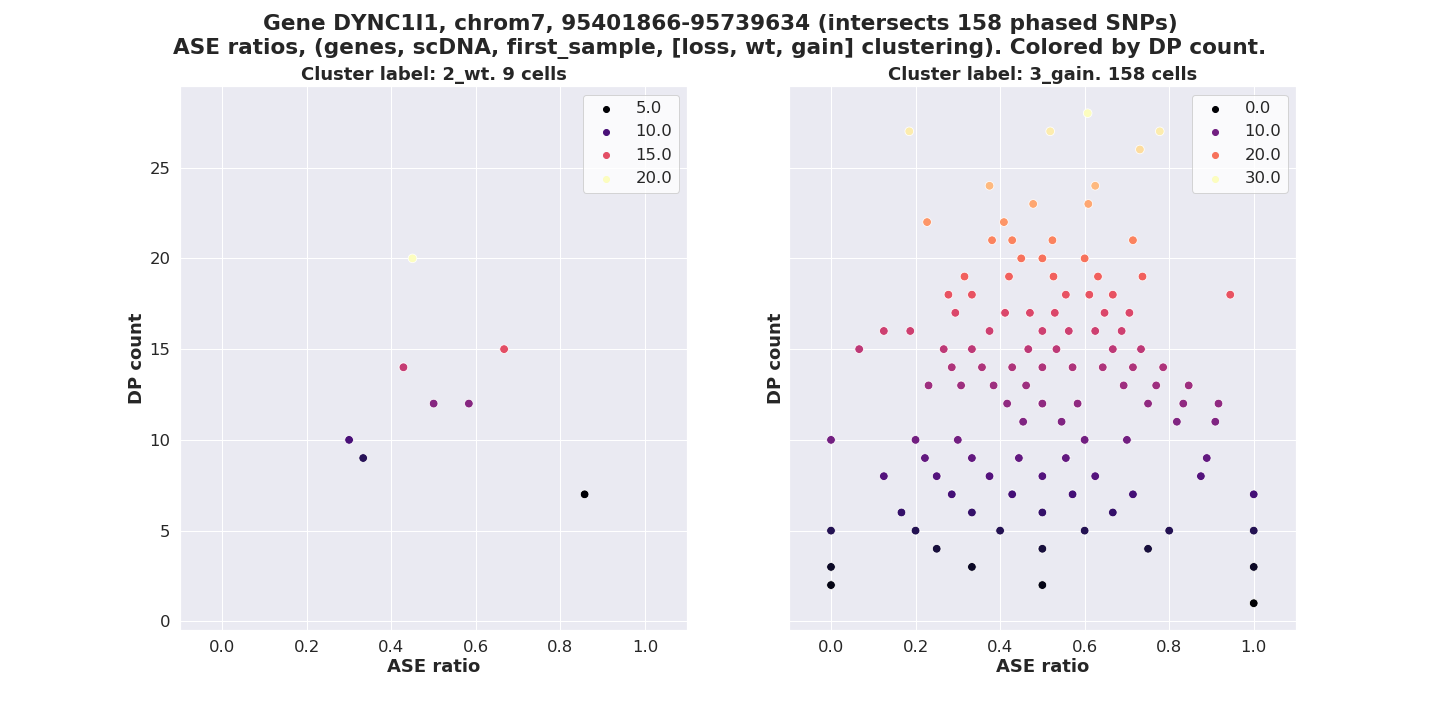 Gene DYNC1I1, chrom7, 95401866-95739634 (intersects 158 phased SNPs)
ASE ratios, (genes, scDNA, first_sample, [loss, wt, gain] clustering). Colored by DP count.
Cluster label: 2_wt. 9 cells
5.0
10.0
15.0
20.0
DP count
25
20
15
10
5
0
0.0 0.2 0.4 0.6 0.8 1.0
ASE ratio
Cluster label: 3_gain. 158 cells
0.0
10.0
20.0
30.0
DP count
0.0 0.2 0.4 0.6 0.8 1.0
ASE ratio